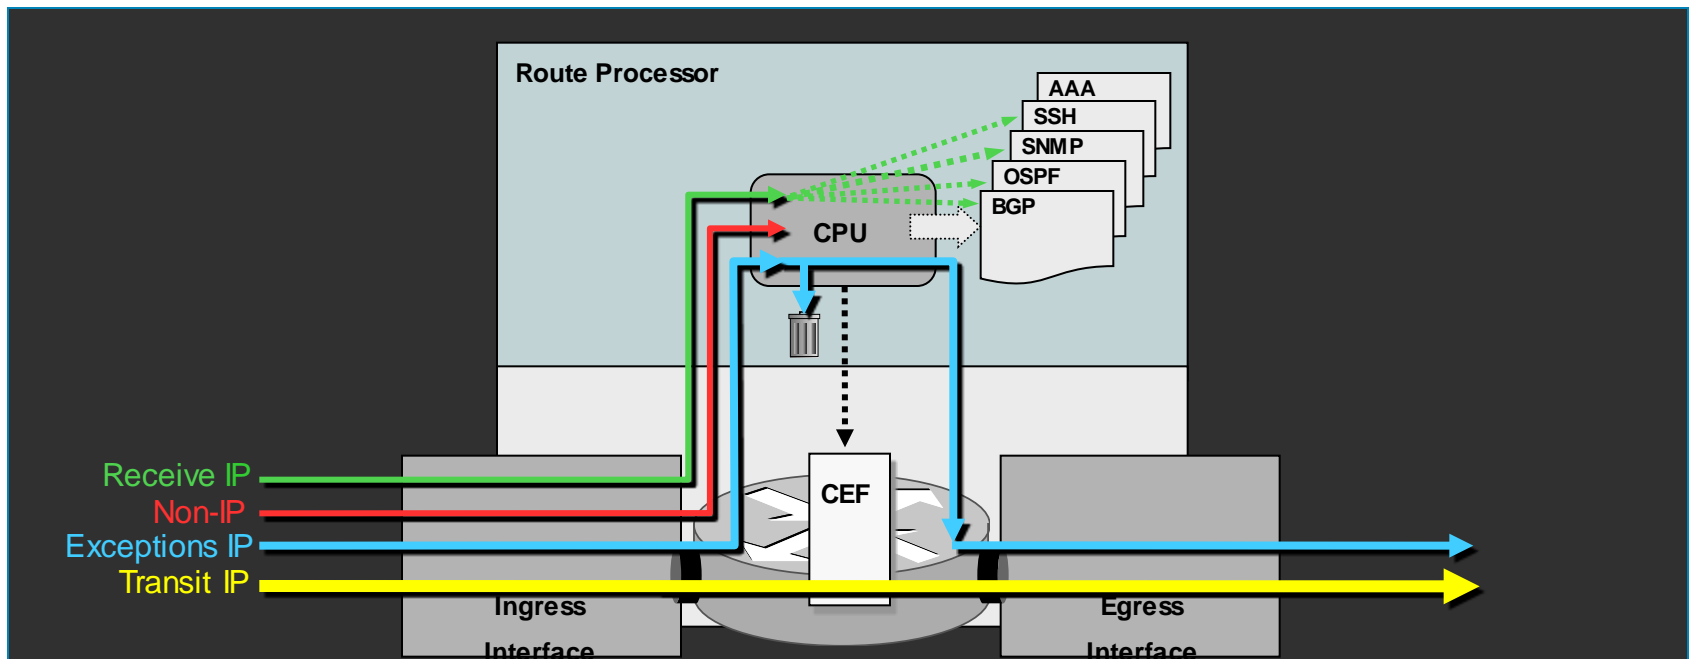 Route Processor
AAA
SSH
SNMP
OSPF
BGP
CPU
CEF
Receive IP
Non-IP
Exceptions IP
Transit IP
Ingress
Interface
Egress
Interface